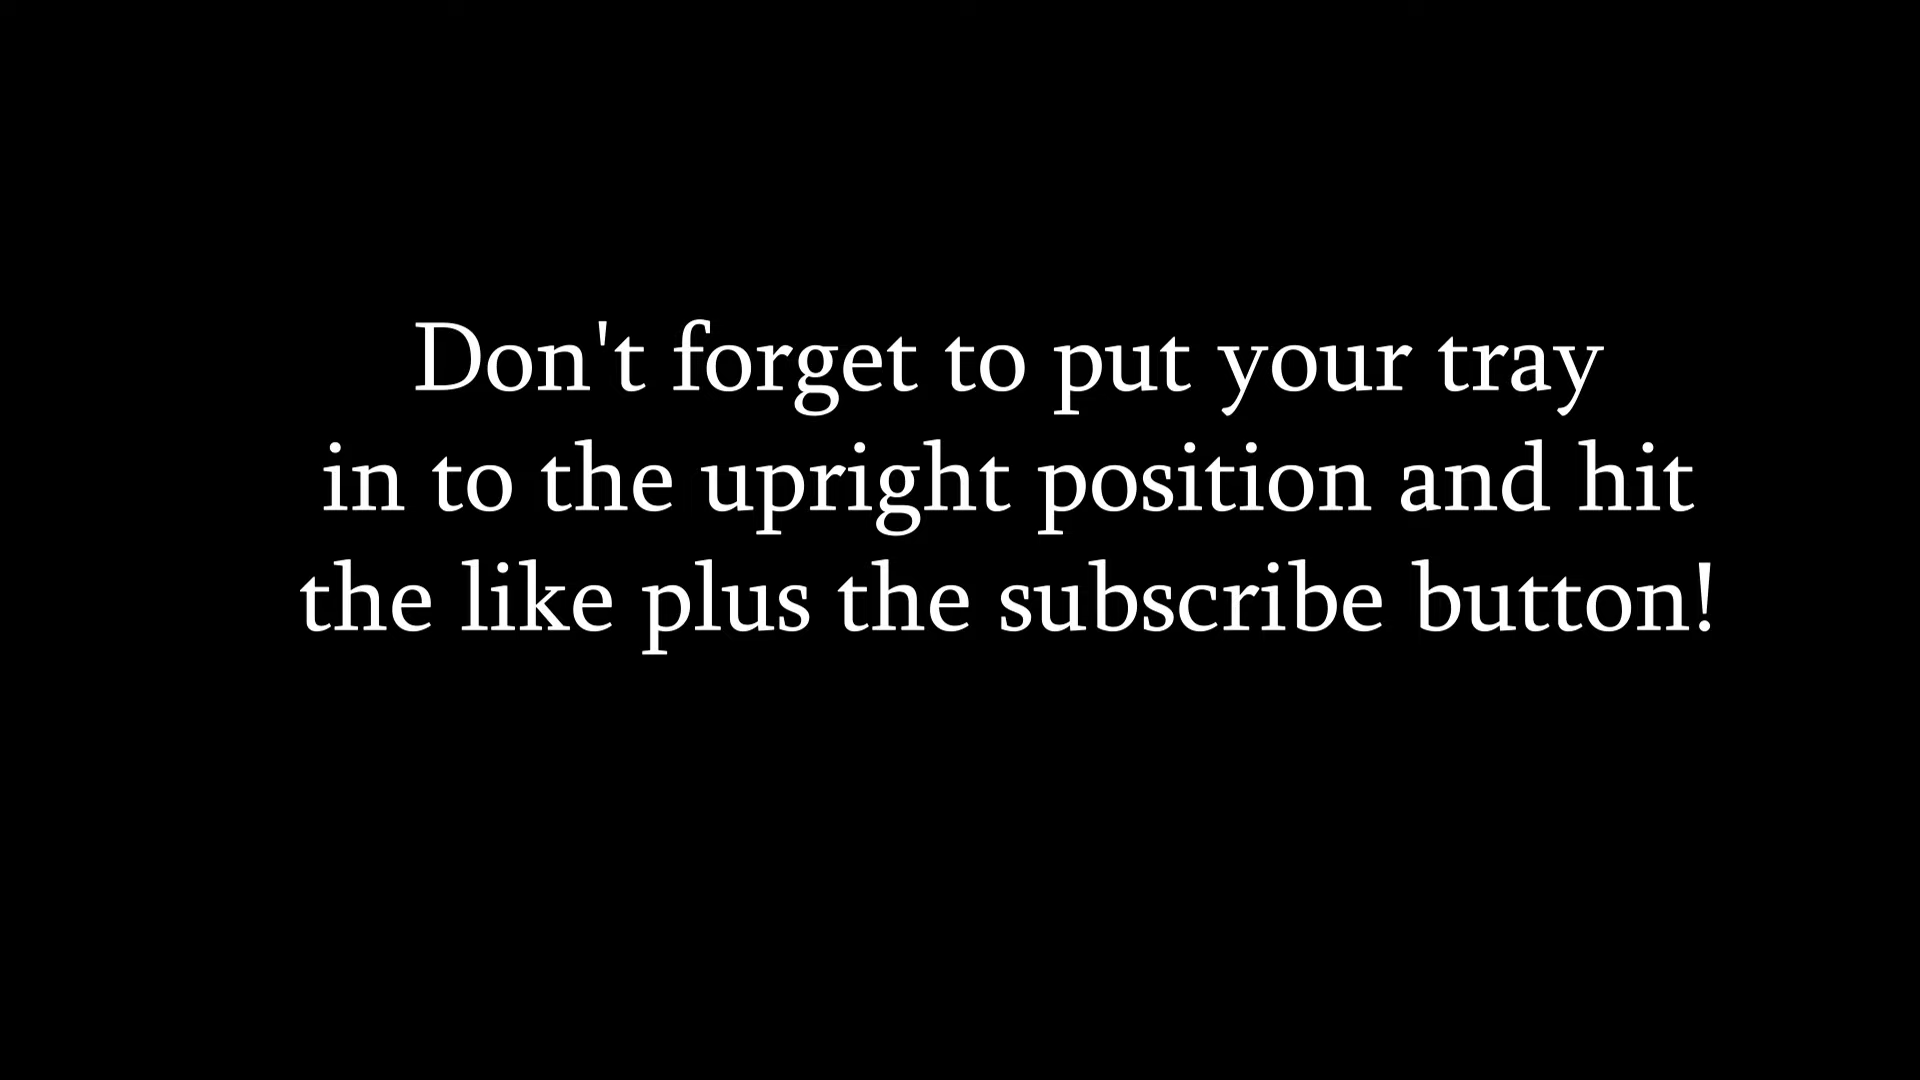 Don't forget to put your tray
in to the upright position and hit
the like plus the subscribe button!